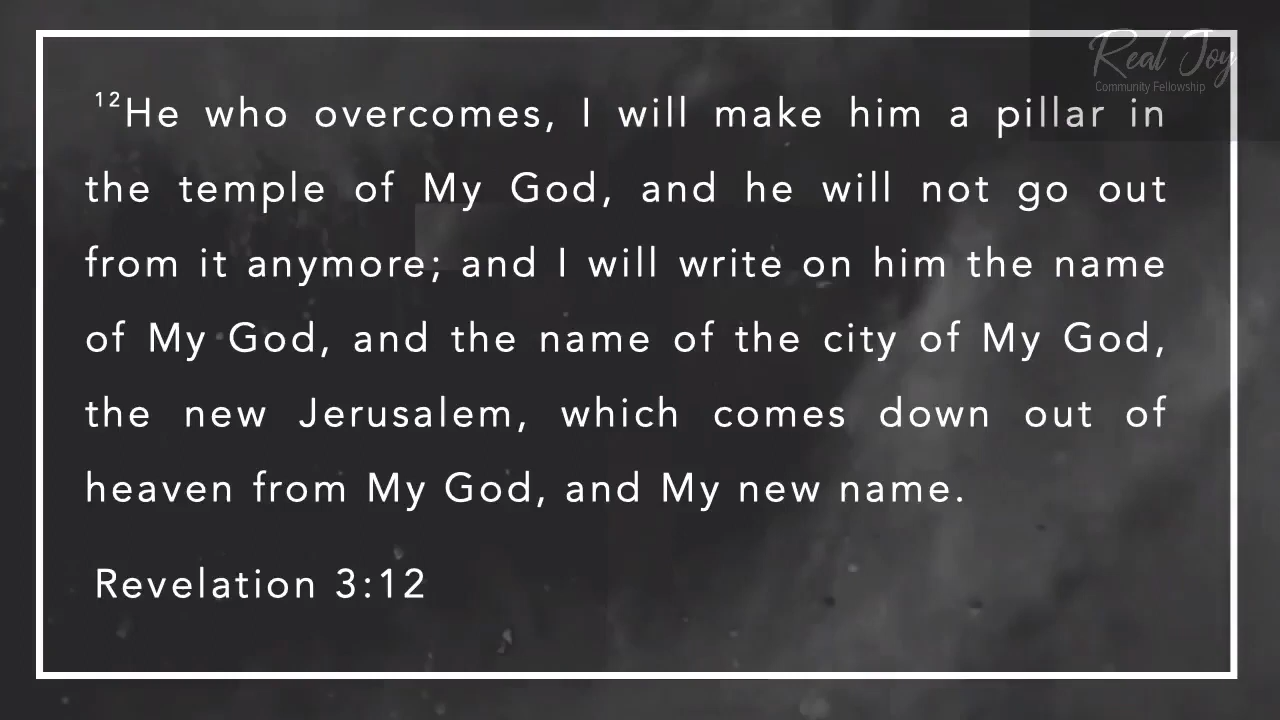 Real Joy
Community Fellowship
12He who overcomes, I will make him a pillar in
the temple of My God, and he will not go out
from it anymore; and I will write on him the name
of My God, and the name of the city of My God,
the new Jerusalem, which comes down out of
heaven from My God, and My new name.
Revelation 3:12